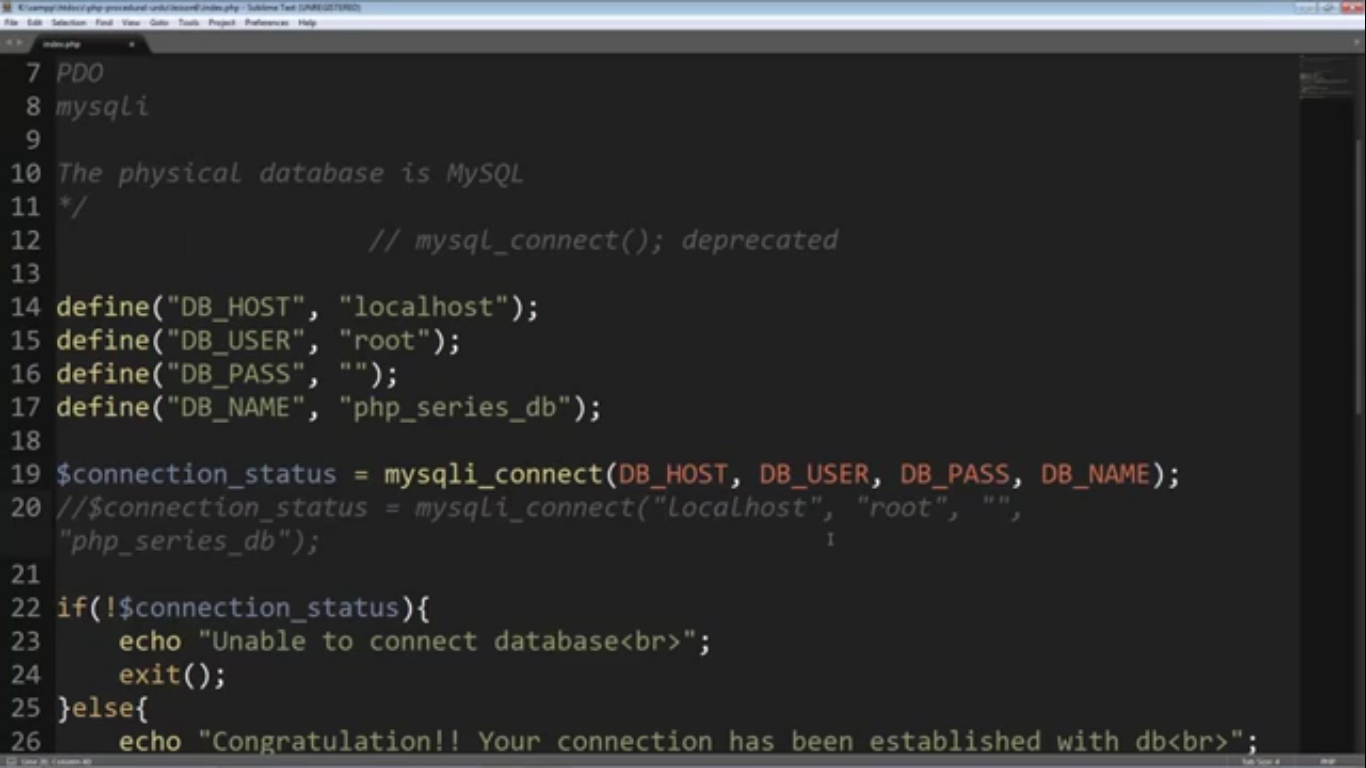 K:\xampp\htdocs\php-procedural-urdu\lesson6\index.php - Sublime Text (UNREGISTERED)
File Edit Selection Find View Goto Tools Project Preferences Help
index.php
7 PDO
8 mysqli
9
10 The physical database is MySQL
11 */
12 // mysql_connect(); deprecated
13
14 define("DB_HOST", "localhost");
15 define("DB_USER", "root");
16 define("DB_PASS", "");
17 define("DB_NAME", "php_series_db");
18
19 $connection_status = mysqli_connect(DB_HOST, DB_USER, DB_PASS, DB_NAME);
20 //$connection_status = mysqli_connect("localhost", "root", "",
"php_series_db");
21
22 if(!$connection_status){
23 echo "Unable to connect database<br>";
24 exit();
25 }else{
26 echo "Congratulation!! Your connection has been established with db<br>";
Tab Size: 4 PHP